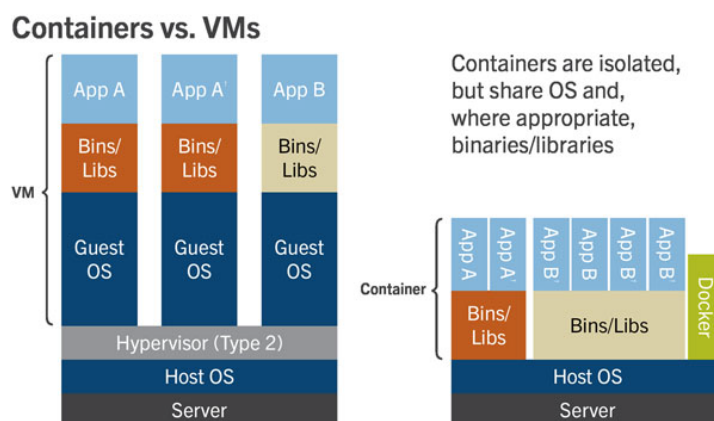 Containers vs. VMs
App A
App A'
App B
Bins/
Libs
Bins/
Libs
Bins/
Libs
VM
Guest
OS
Guest
OS
Guest
OS
Hypervisor (Type 2)
Host OS
Server
Containers are isolated,
but share OS and,
where appropriate,
binaries/libraries
Container
App A
App A'
App B'
App B
App B'
App B'
Docker
Bins/
Libs
Bins/Libs
Host OS
Server